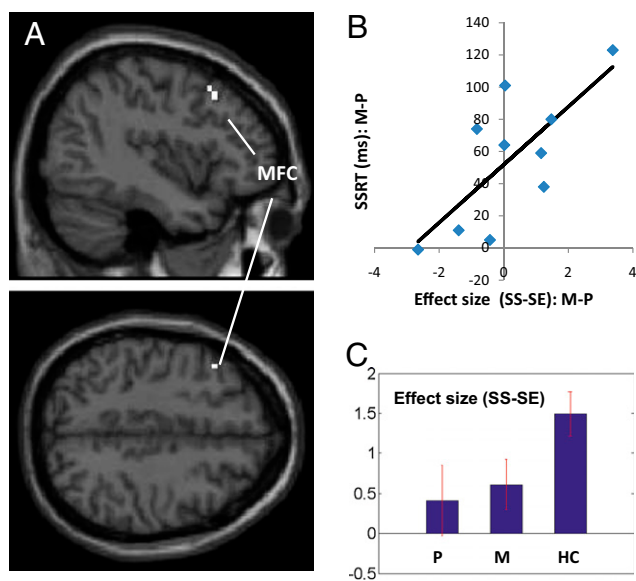 A
MFC
B
SSRT (ms): M-P
140
120
100
80
60
40
20
0
-20
-4
-2
0
2
4
Effect size (SS-SE): M-P
C
Effect size (SS-SE)
2
1.5
1
0.5
0
-0.5
P M HC